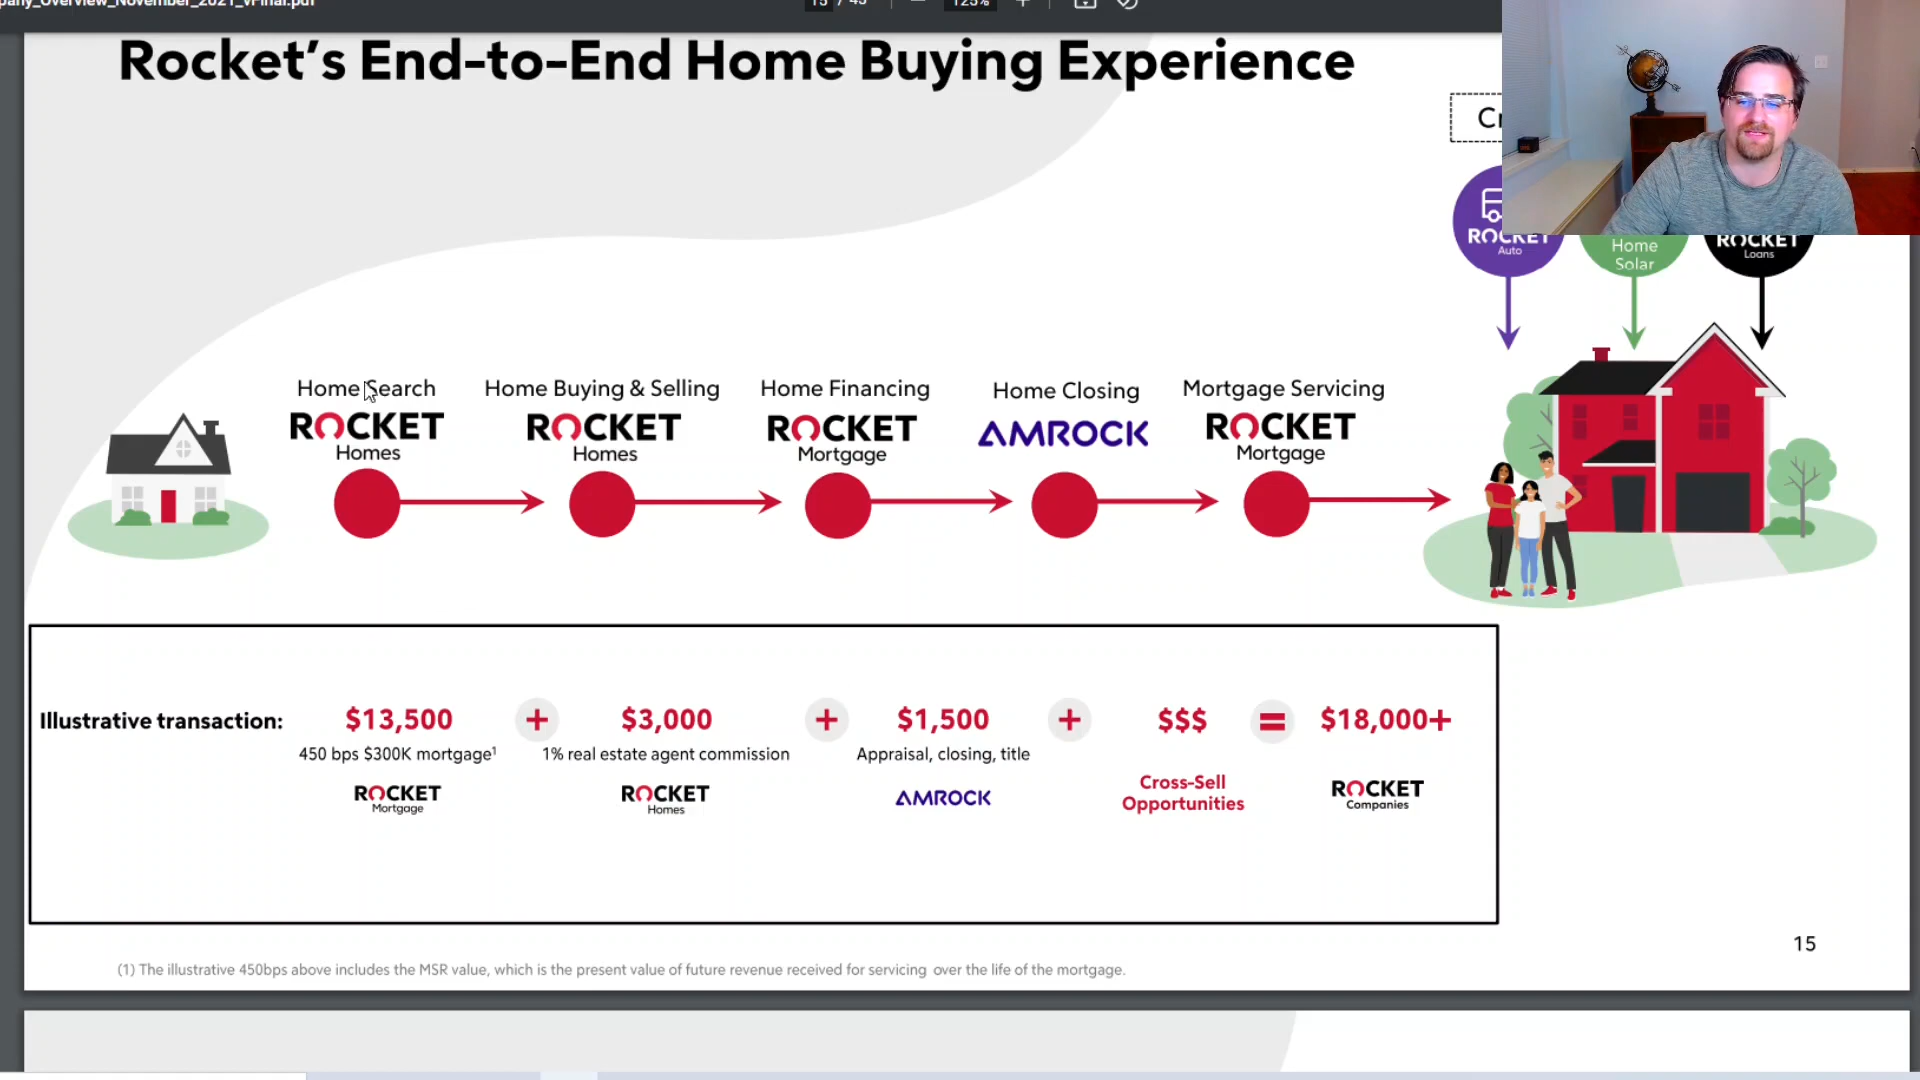 pany_Overview_November_2021_vFinal.pdf
15 / 43
125%
Rocket's End-to-End Home Buying Experience
ROCKET
Auto
Home
Solar
ROCKET
Loans
Home Search
ROCKET
Homes
Home Buying & Selling
ROCKET
Homes
Home Financing
ROCKET
Mortgage
Home Closing
AMROCK
Mortgage Servicing
ROCKET
Mortgage
Illustrative transaction:
$13,500
450 bps $300K mortgage¹
ROCKET
Mortgage
+
$3,000
1% real estate agent commission
ROCKET
Homes
+
$1,500
Appraisal, closing, title
AMROCK
+
$$$
Cross-Sell
Opportunities
=
$18,000+
ROCKET
Companies
15
(1) The illustrative 450bps above includes the MSR value, which is the present value of future revenue received for servicing over the life of the mortgage.